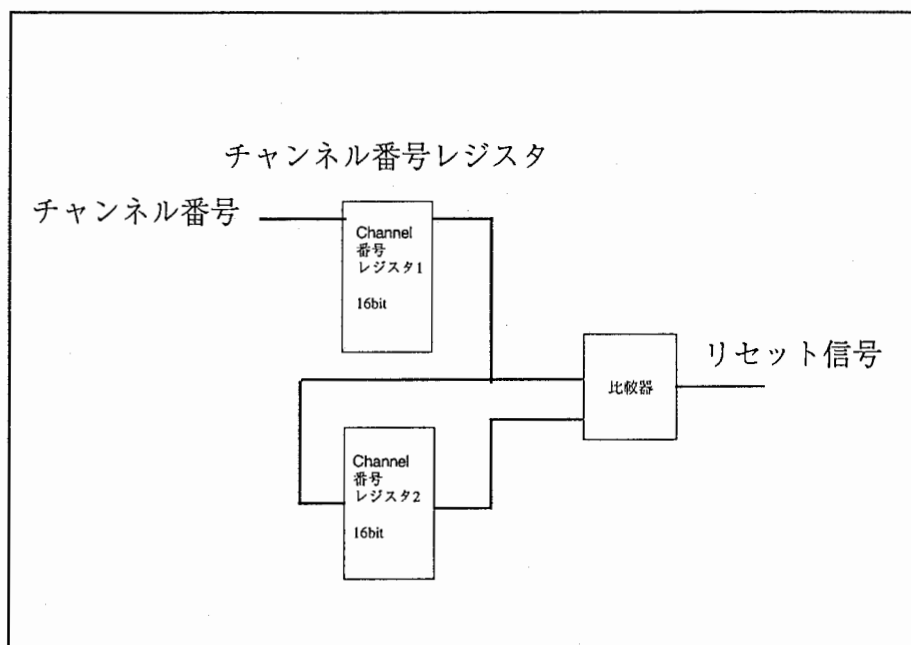 チャンネル番号レジスタ
チャンネル番号
Channel
番号
レジスタ1
16bit
リセット信号
比較器
Channel
番号
レジスタ2
16bit